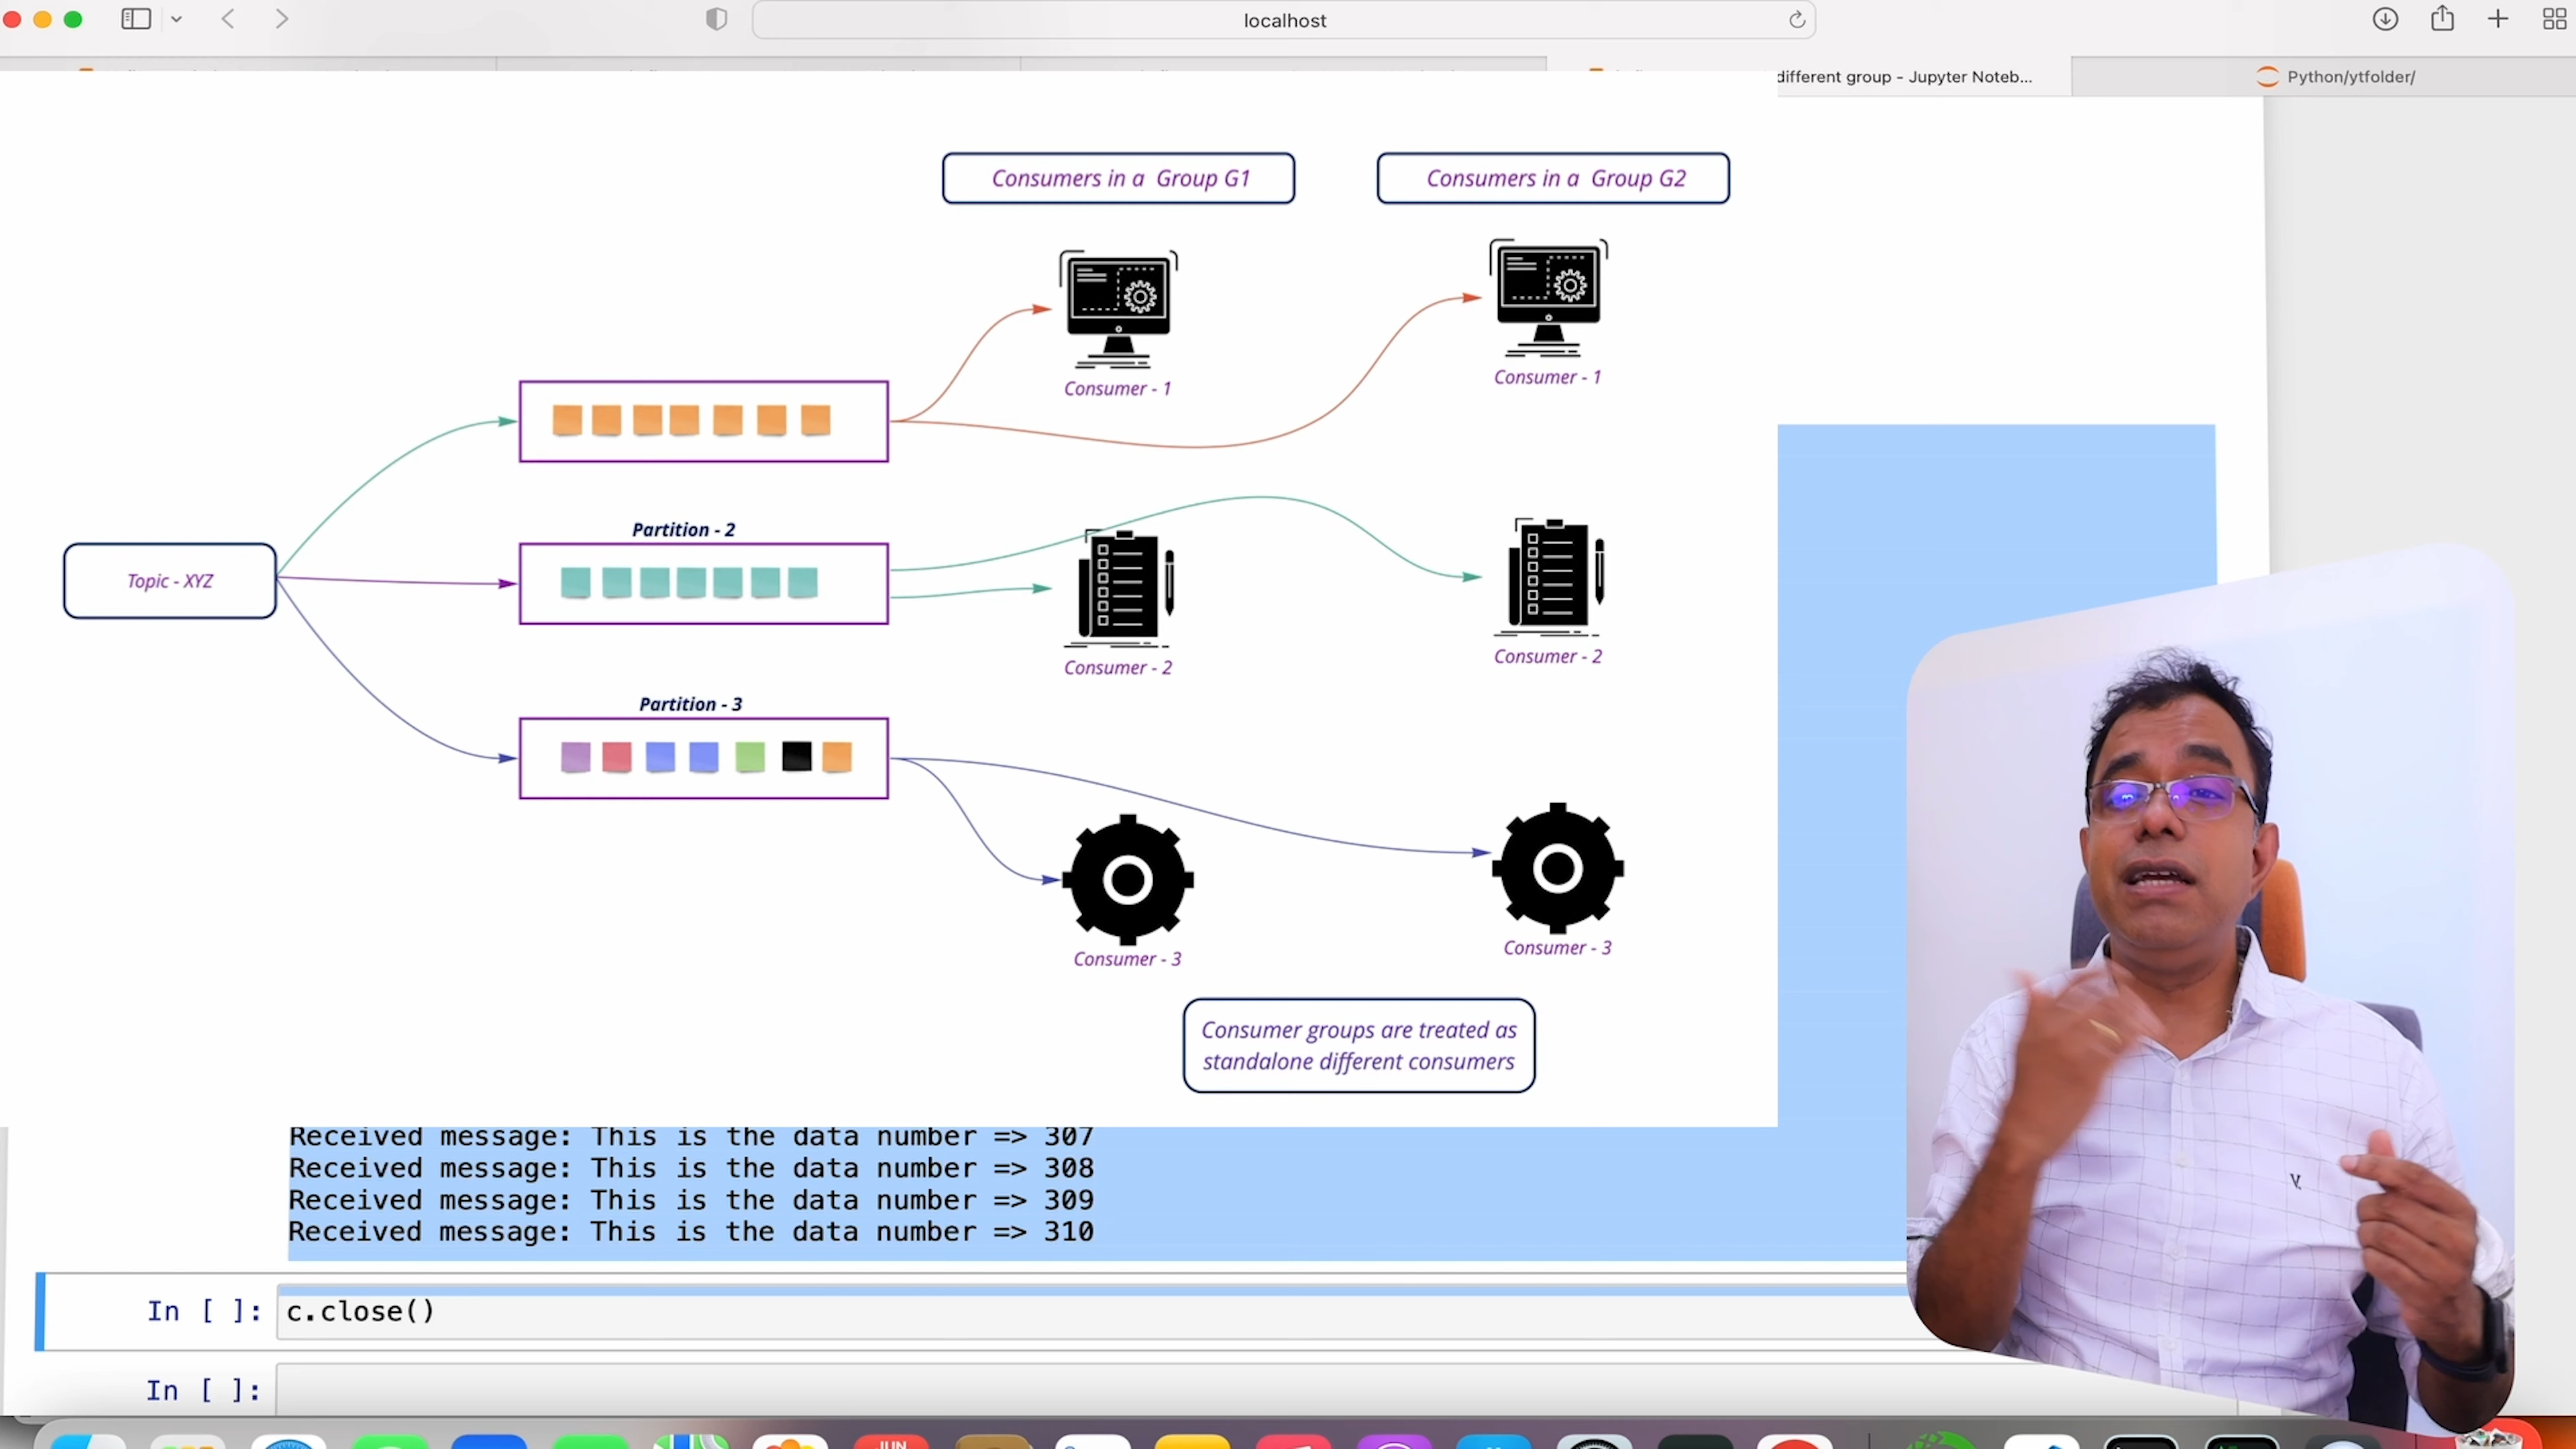 localhost
different group - Jupyter Noteb...
Python/ytfolder/
Consumers in a Group G1
Consumers in a Group G2
Consumer - 1
Consumer - 1
Partition - 2
Topic - XYZ
Consumer - 2
Consumer - 2
Partition - 3
Consumer - 3
Consumer - 3
Consumer groups are treated as
standalone different consumers
Received message: This is the data number => 307
Received message: This is the data number => 308
Received message: This is the data number => 309
Received message: This is the data number => 310
In [ ]: c.close()
In [ ]:
JUN